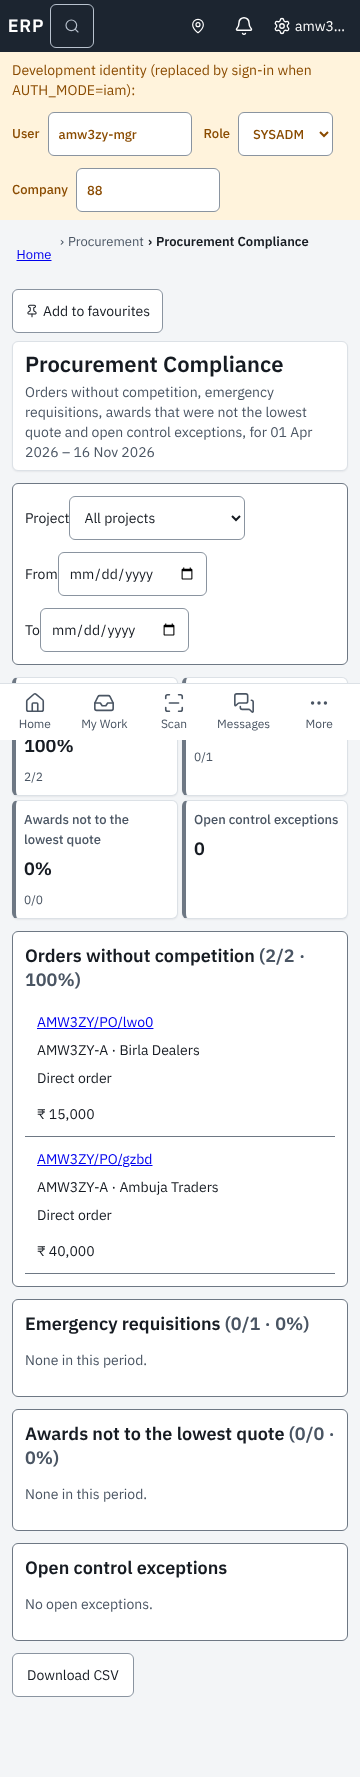 ERP
amw3...
Development identity (replaced by sign-in when
AUTH_MODE=iam):
User amw3zy-mgr Role SYSADM
Company 88
Home › Procurement › Procurement Compliance
Add to favourites
Procurement Compliance
Orders without competition, emergency
requisitions, awards that were not the lowest
quote and open control exceptions, for 01 Apr
2026 – 16 Nov 2026
Project All projects
From mm/dd/yyyy
To mm/dd/yyyy
Home My Work Scan Messages More
100%
2/2
0/1
Awards not to the
lowest quote
0%
0/0
Open control exceptions
0
Orders without competition (2/2 ·
100%)
AMW3ZY/PO/lwo0
AMW3ZY-A · Birla Dealers
Direct order
₹ 15,000
AMW3ZY/PO/gzbd
AMW3ZY-A · Ambuja Traders
Direct order
₹ 40,000
Emergency requisitions (0/1 · 0%)
None in this period.
Awards not to the lowest quote (0/0 ·
0%)
None in this period.
Open control exceptions
No open exceptions.
Download CSV